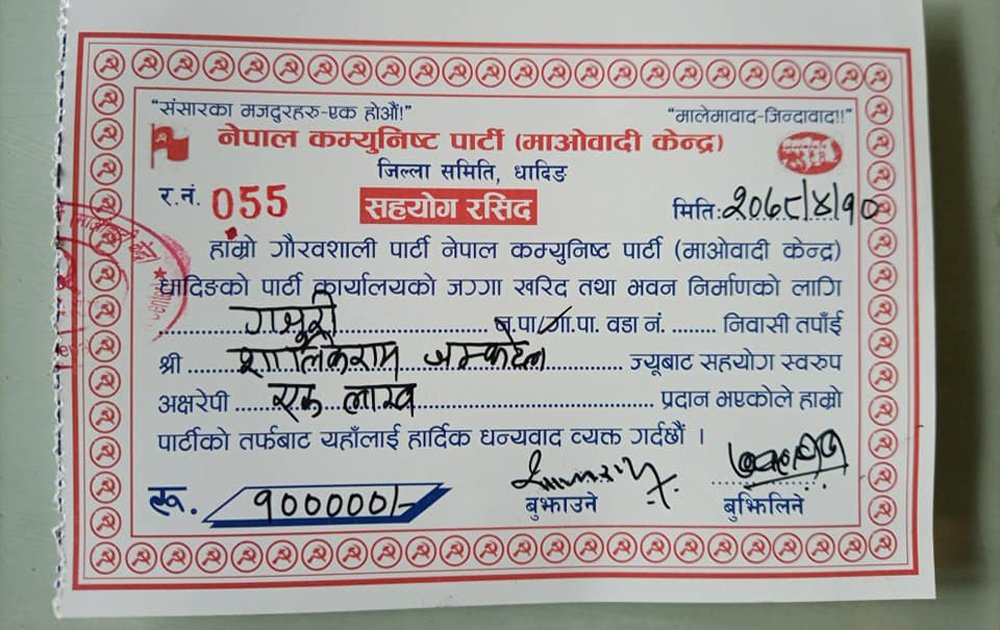 "संसारका मजदुरहरु-एक होऔं!" "मालेमावाद-जिन्दावाद!!"
नेपाल कम्युनिष्ट पार्टी (माओवादी केन्द्र)
जिल्ला समिति, धादिङ
र.नं. 055 सहयोग रसिद मिति: २०७८/४/१०
हाम्रो गौरवशाली पार्टी नेपाल कम्युनिष्ट पार्टी (माओवादी केन्द्र)
धादिङको पार्टी कार्यालयको जग्गा खरिद तथा भवन निर्माणको लागि
गजुरी न.पा/गा.पा. वडा नं. ........ निवासी तपाँई
श्री शालिकराम जम्कट्टेल ज्यूबाट सहयोग स्वरुप
अक्षरेपी एक लाख प्रदान भएकोले हाम्रो
पार्टीको तर्फबाट यहाँलाई हार्दिक धन्यवाद व्यक्त गर्दछौं ।
रू. १०००००/-
बुझाउने बुझिलिने